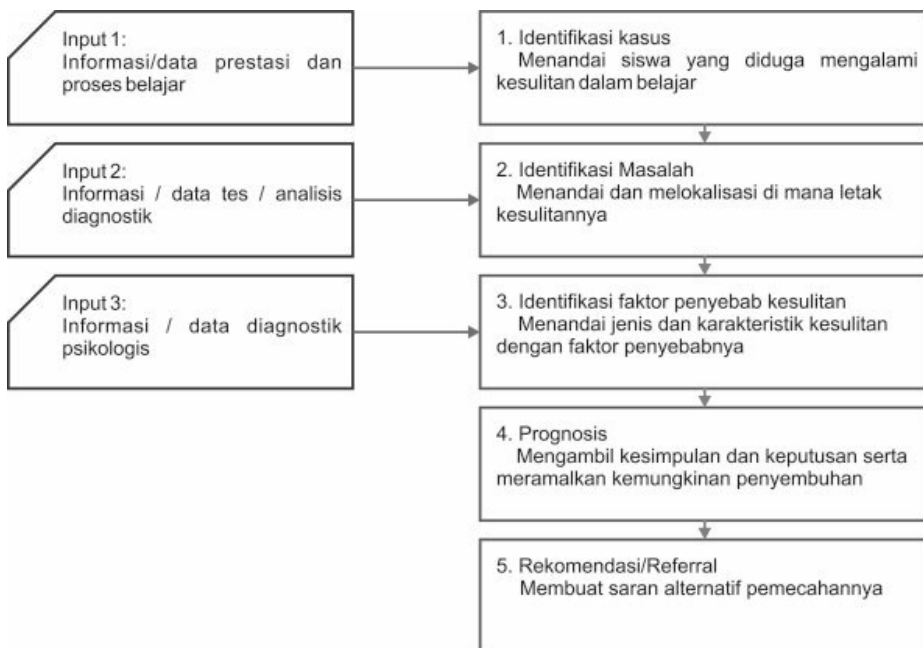 Input 1:
Informasi/data prestasi dan
proses belajar
1. Identifikasi kasus
Menandai siswa yang diduga mengalami
kesulitan dalam belajar
Input 2:
Informasi / data tes / analisis
diagnostik
2. Identifikasi Masalah
Menandai dan melokalisasi di mana letak
kesulitannya
Input 3:
Informasi / data diagnostik
psikologis
3. Identifikasi faktor penyebab kesulitan
Menandai jenis dan karakteristik kesulitan
dengan faktor penyebabnya
4. Prognosis
Mengambil kesimpulan dan keputusan serta
meramalkan kemungkinan penyembuhan
5. Rekomendasi/Referral
Membuat saran alternatif pemecahannya